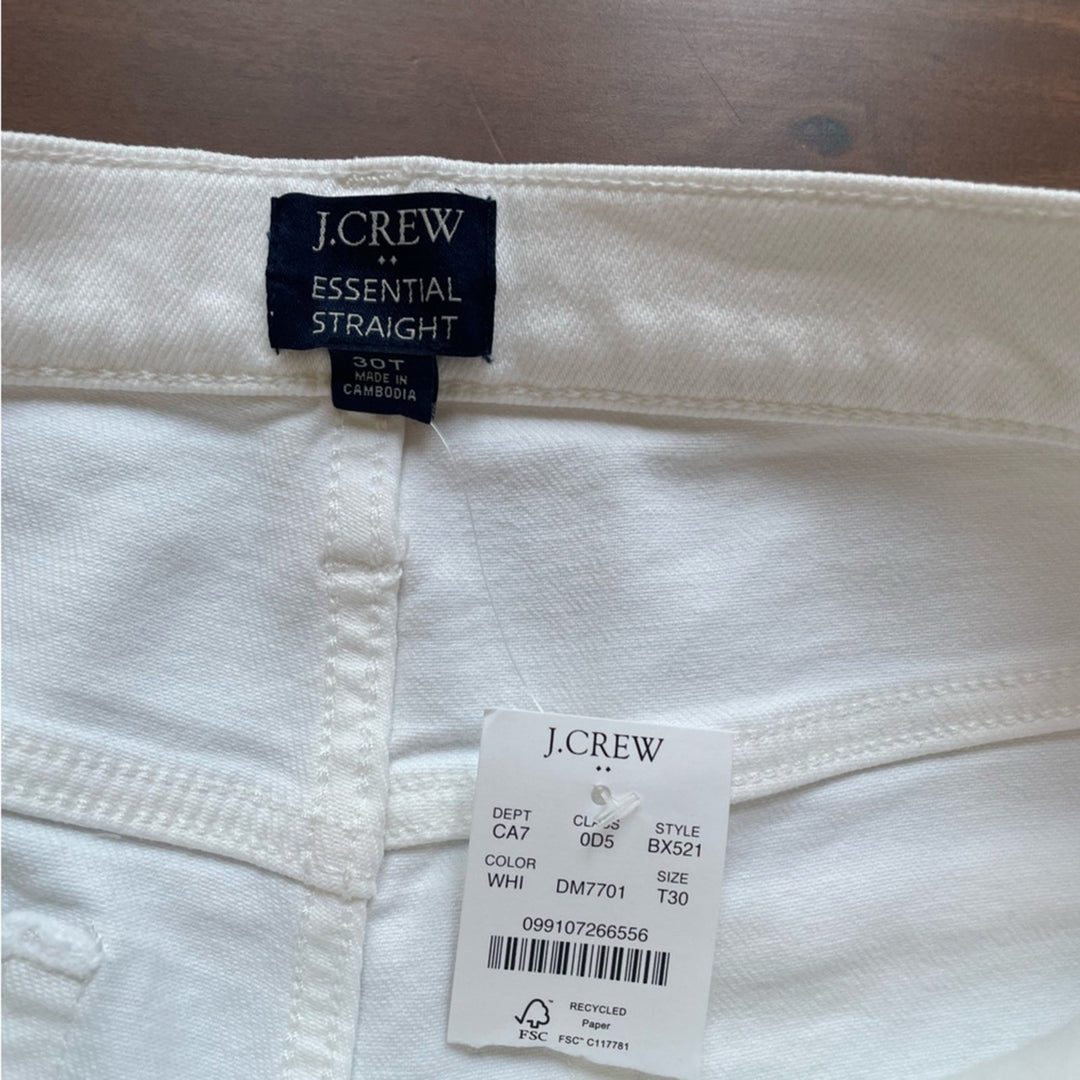 J.CREW
ESSENTIAL
STRAIGHT
30T
MADE IN
CAMBODIA
J.CREW
DEPT CLASS STYLE
CA7 0D5 BX521
COLOR SIZE
WHI DM7701 T30
099107266556
RECYCLED
Paper
FSC™ FSC™ C117781